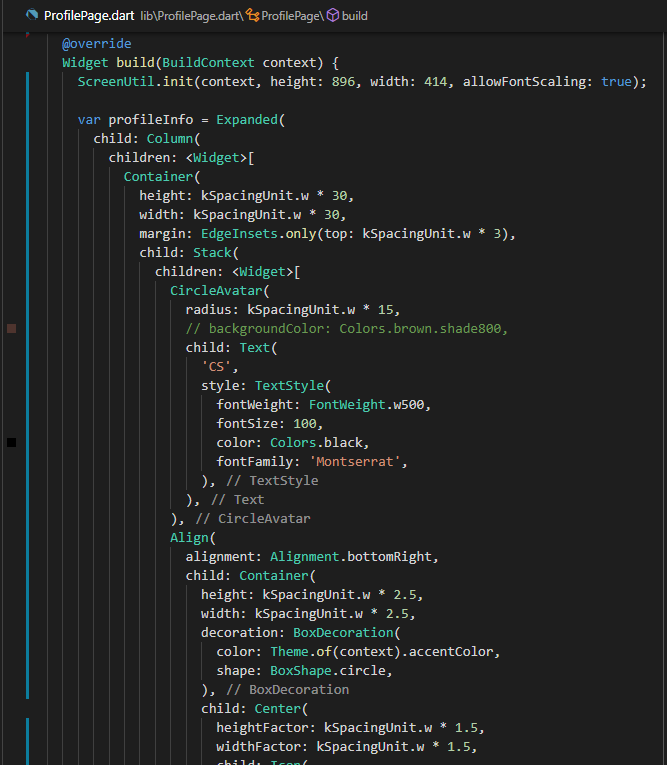 ProfilePage.dart lib\ProfilePage.dart\ProfilePage\build
@override
Widget build(BuildContext context) {
ScreenUtil.init(context, height: 896, width: 414, allowFontScaling: true);
var profileInfo = Expanded(
child: Column(
children: <Widget>[
Container(
height: kSpacingUnit.w * 30,
width: kSpacingUnit.w * 30,
margin: EdgeInsets.only(top: kSpacingUnit.w * 3),
child: Stack(
children: <Widget>[
CircleAvatar(
radius: kSpacingUnit.w * 15,
// backgroundColor: Colors.brown.shade800,
child: Text(
'CS',
style: TextStyle(
fontWeight: FontWeight.w500,
fontSize: 100,
color: Colors.black,
fontFamily: 'Montserrat',
), // TextStyle
), // Text
), // CircleAvatar
Align(
alignment: Alignment.bottomRight,
child: Container(
height: kSpacingUnit.w * 2.5,
width: kSpacingUnit.w * 2.5,
decoration: BoxDecoration(
color: Theme.of(context).accentColor,
shape: BoxShape.circle,
), // BoxDecoration
child: Center(
heightFactor: kSpacingUnit.w * 1.5,
widthFactor: kSpacingUnit.w * 1.5,
child: Icon(